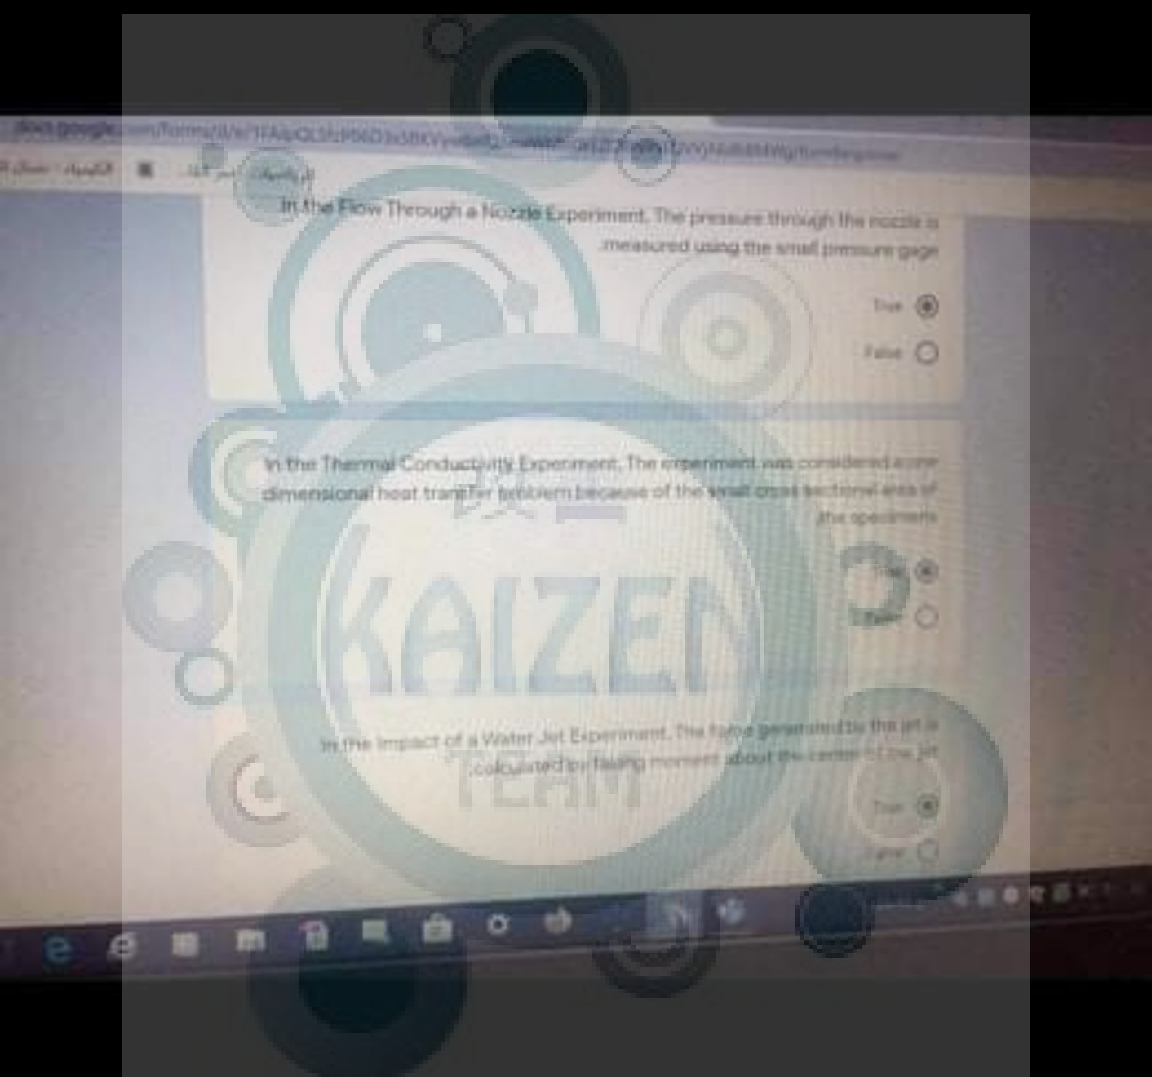 In the Flow Through a Nozzle Experiment, The pressure through the nozzle is
.measured using the small pressure gage
True
False
In the Thermal Conductivity Experiment, The experiment was considered a one
dimensional heat transfer problem because of the small cross sectional area of
.the specimens
False
In the Impact of a Water Jet Experiment, The force generated by the jet is
.calculated by taking moment about the center of the jet
True
False
KAIZEN
TEAM